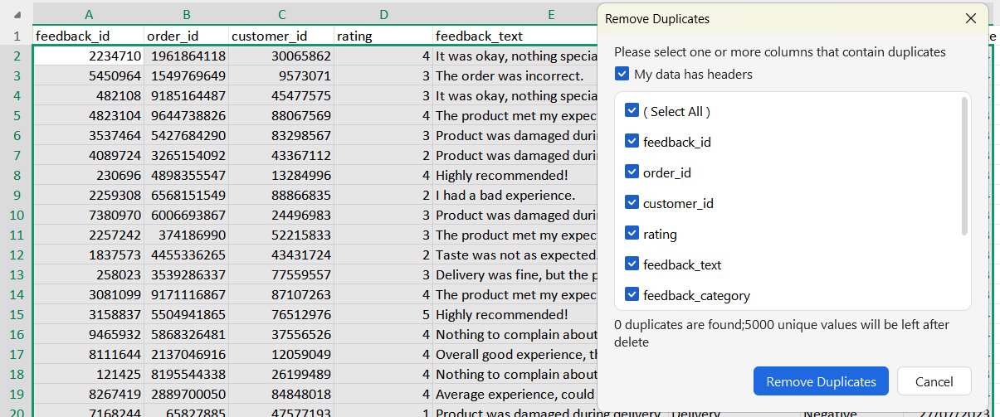 A B C D E
1 feedback_id order_id customer_id rating feedback_text
2 2234710 1961864118 30065862 4 It was okay, nothing specia
3 5450964 1549769649 9573071 3 The order was incorrect.
4 482108 9185164487 45477575 3 It was okay, nothing specia
5 4823104 9644738826 88067569 4 The product met my expec
6 3537464 5427684290 83298567 3 Product was damaged duri
7 4089724 3265154092 43367112 2 Product was damaged duri
8 230696 4898355547 13284996 4 Highly recommended!
9 2259308 6568151549 88866835 2 I had a bad experience.
10 7380970 6006693867 24496983 3 Product was damaged duri
11 2257242 374186990 52215833 3 The product met my expec
12 1837573 4455336265 43431724 2 Taste was not as expected.
13 258023 3539286337 77559557 3 Delivery was fine, but the p
14 3081099 9171116867 87107263 4 The product met my expec
15 3158837 5504941865 76512976 5 Highly recommended!
16 9465932 5868326481 37556526 4 Nothing to complain about
17 8111644 2137046916 12059049 4 Overall good experience, th
18 121425 8195544338 26199489 4 Nothing to complain about
19 8267419 2889700050 84848018 4 Average experience, could
20 7168244 65827885 47577193 1 Product was damaged during delivery Delivery Negative 27/07/2023
Remove Duplicates
Please select one or more columns that contain duplicates
My data has headers
( Select All )
feedback_id
order_id
customer_id
rating
feedback_text
feedback_category
0 duplicates are found;5000 unique values will be left after
delete
Remove Duplicates Cancel